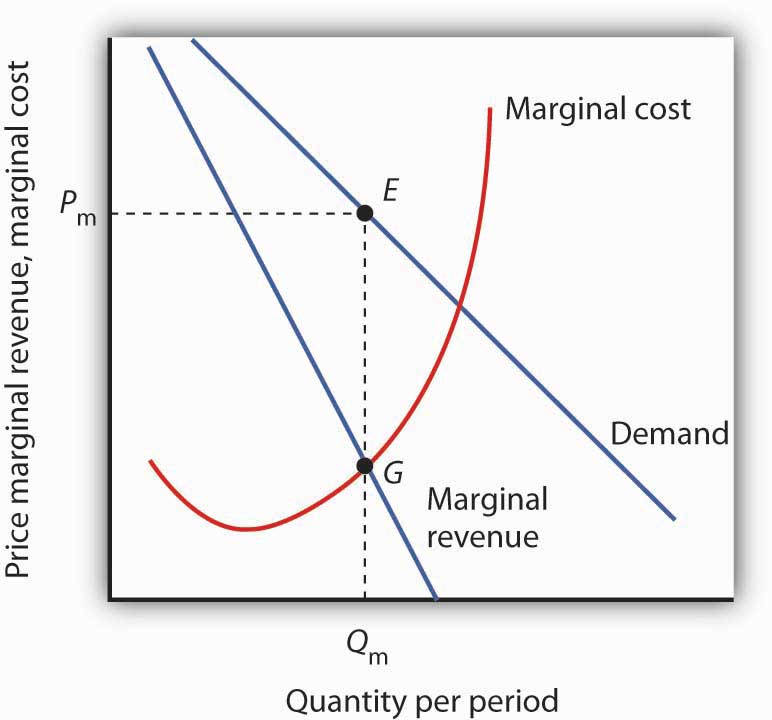 Price marginal revenue, marginal cost
Marginal cost
E
Pm
Demand
G
Marginal
revenue
Qm
Quantity per period